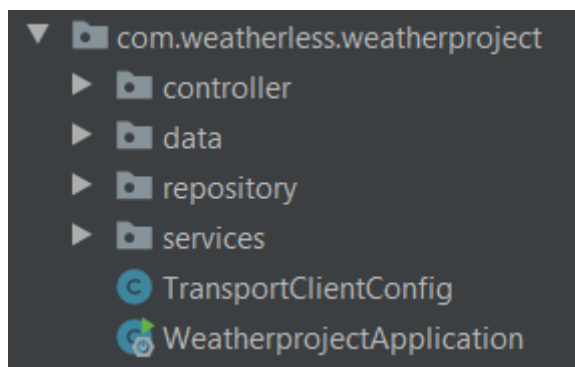 com.weatherless.weatherproject
controller
data
repository
services
C TransportClientConfig
WeatherprojectApplication